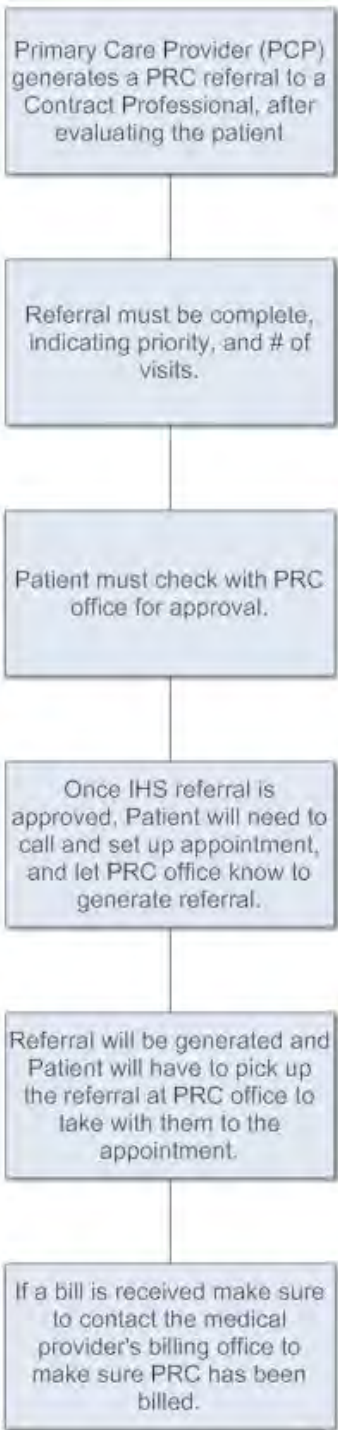 Primary Care Provider (PCP)
generates a PRC referral to a
Contract Professional, after
evaluating the patient
Referral must be complete,
indicating priority, and # of
visits.
Patient must check with PRC
office for approval.
Once IHS referral is
approved, Patient will need to
call and set up appointment,
and let PRC office know to
generate referral.
Referral will be generated and
Patient will have to pick up
the referral at PRC office to
take with them to the
appointment.
If a bill is received make sure
to contact the medical
provider's billing office to
make sure PRC has been
billed.